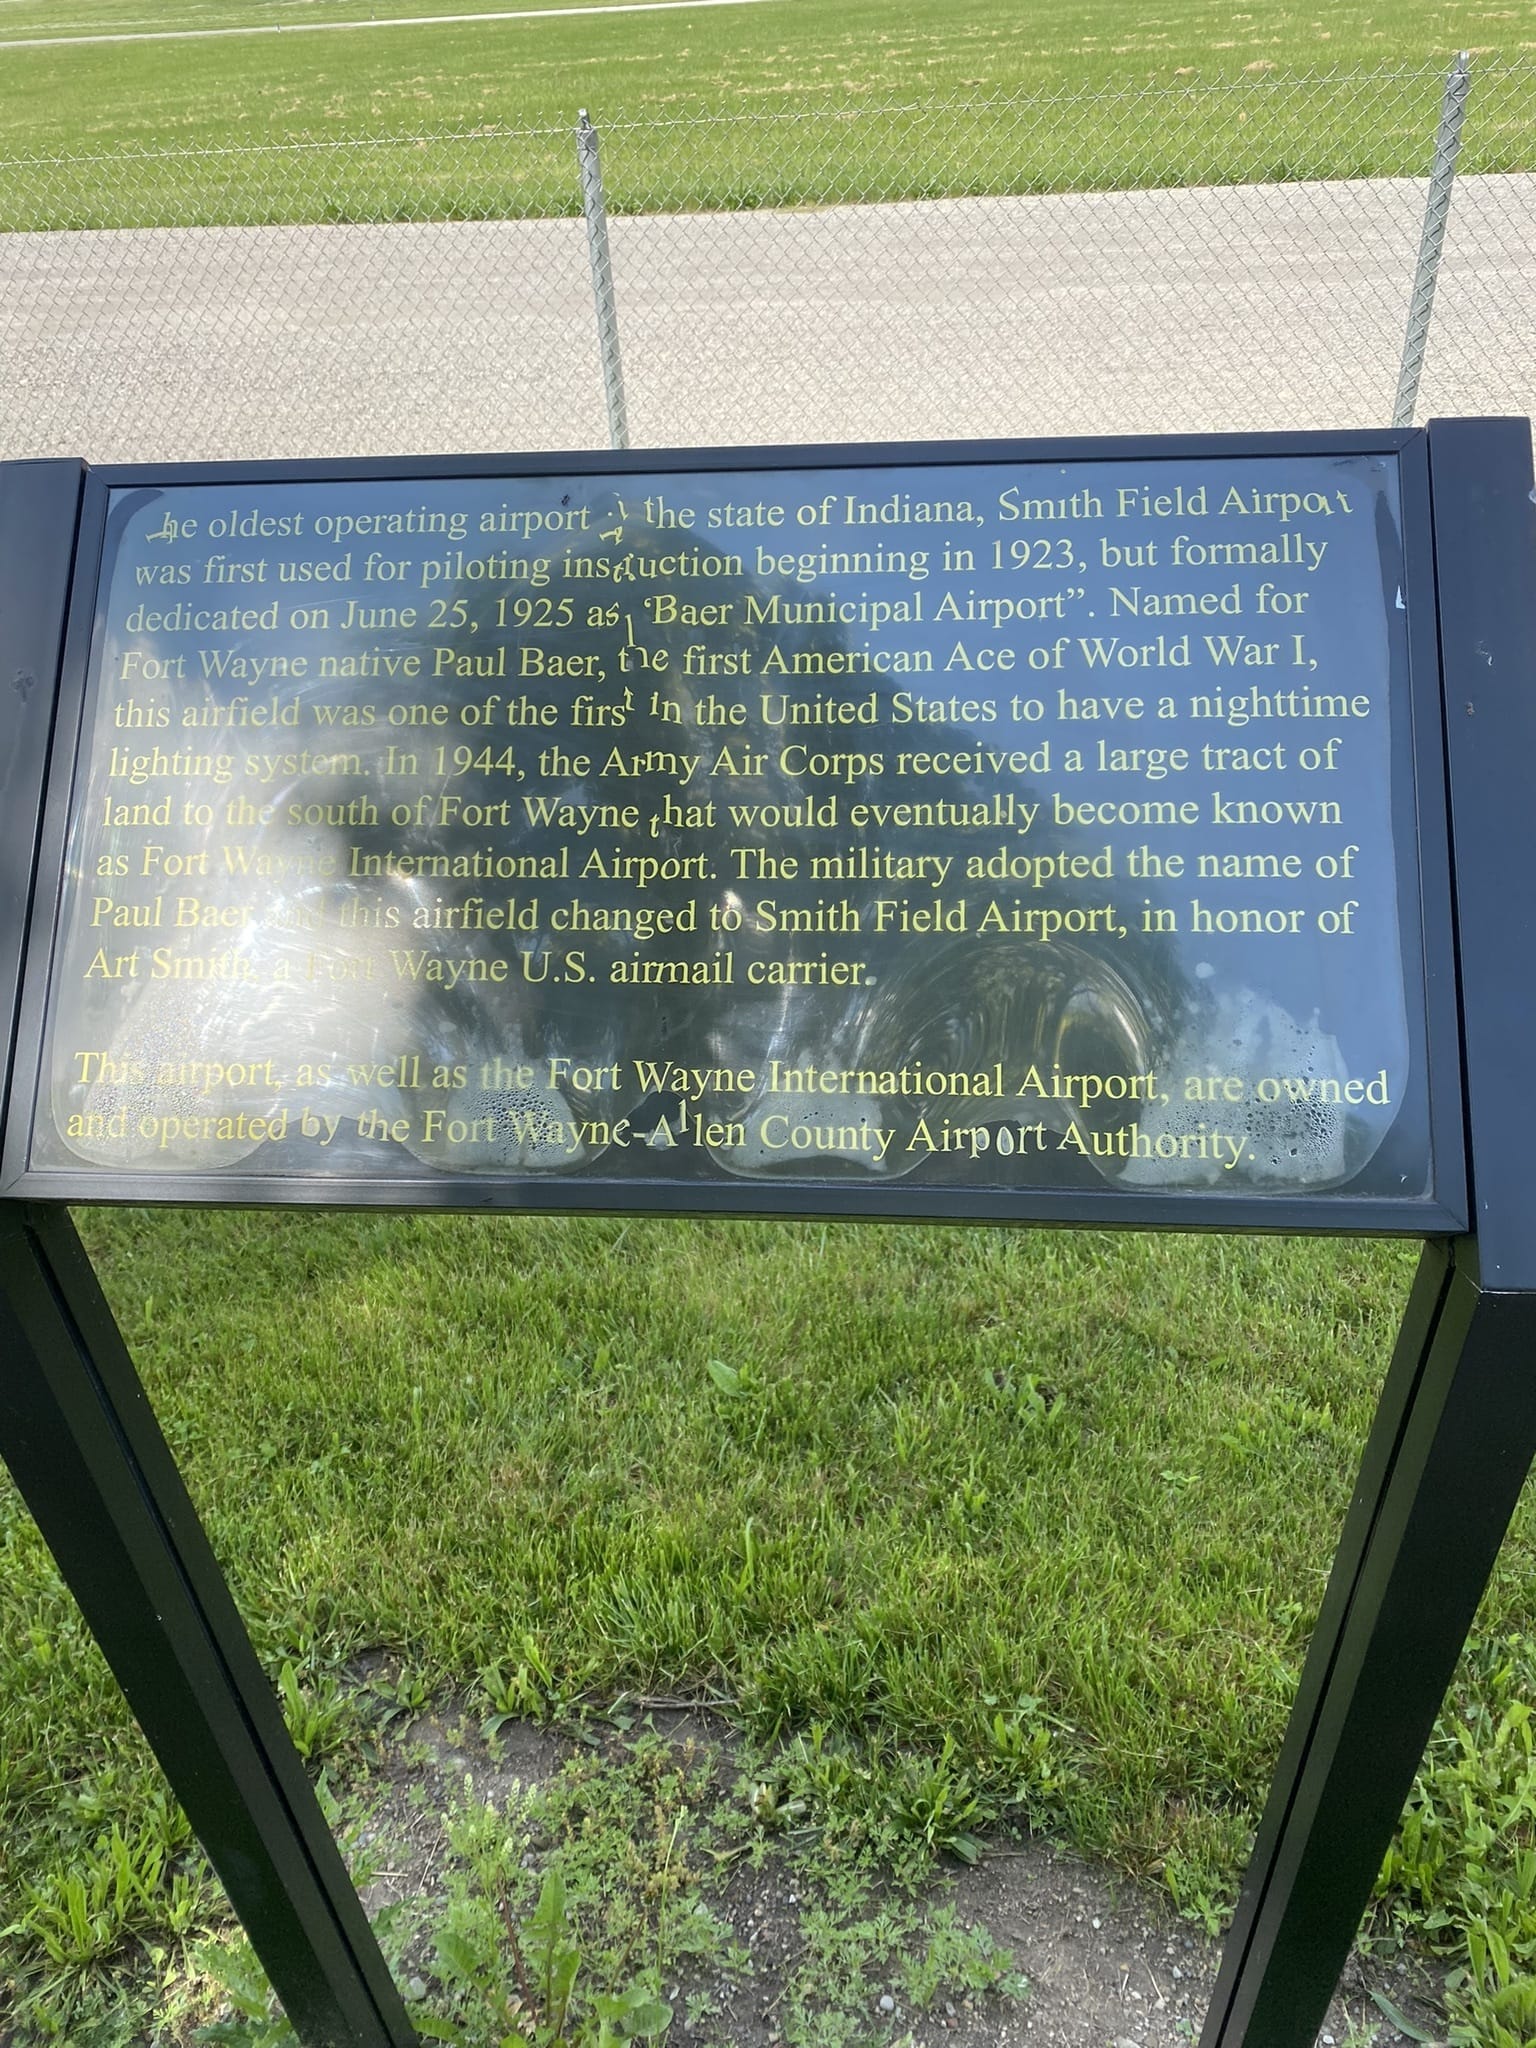 The oldest operating airport in the state of Indiana, Smith Field Airport
was first used for piloting instruction beginning in 1923, but formally
dedicated on June 25, 1925 as “Baer Municipal Airport”. Named for
Fort Wayne native Paul Baer, the first American Ace of World War I,
this airfield was one of the first in the United States to have a nighttime
lighting system. In 1944, the Army Air Corps received a large tract of
land to the south of Fort Wayne that would eventually become known
as Fort Wayne International Airport. The military adopted the name of
Paul Baer and this airfield changed to Smith Field Airport, in honor of
Art Smith, a Fort Wayne U.S. airmail carrier.
This airport, as well as the Fort Wayne International Airport, are owned
and operated by the Fort Wayne-Allen County Airport Authority.